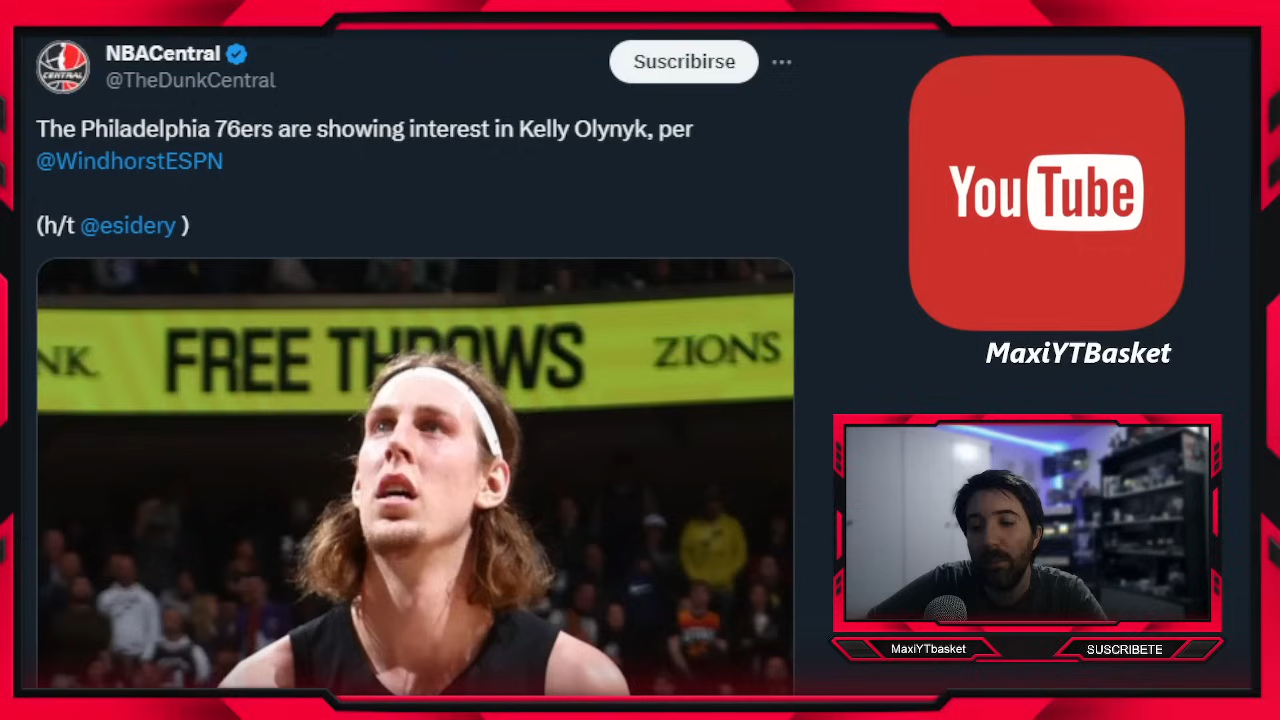 NBACentral
@TheDunkCentral
Suscribirse
The Philadelphia 76ers are showing interest in Kelly Olynyk, per
@WindhorstESPN
(h/t @esidery )
NK
FREE THROWS
ZIONS
CENTRAL
YouTube
MaxiYTBasket
MaxiYTbasket
SUSCRIBETE